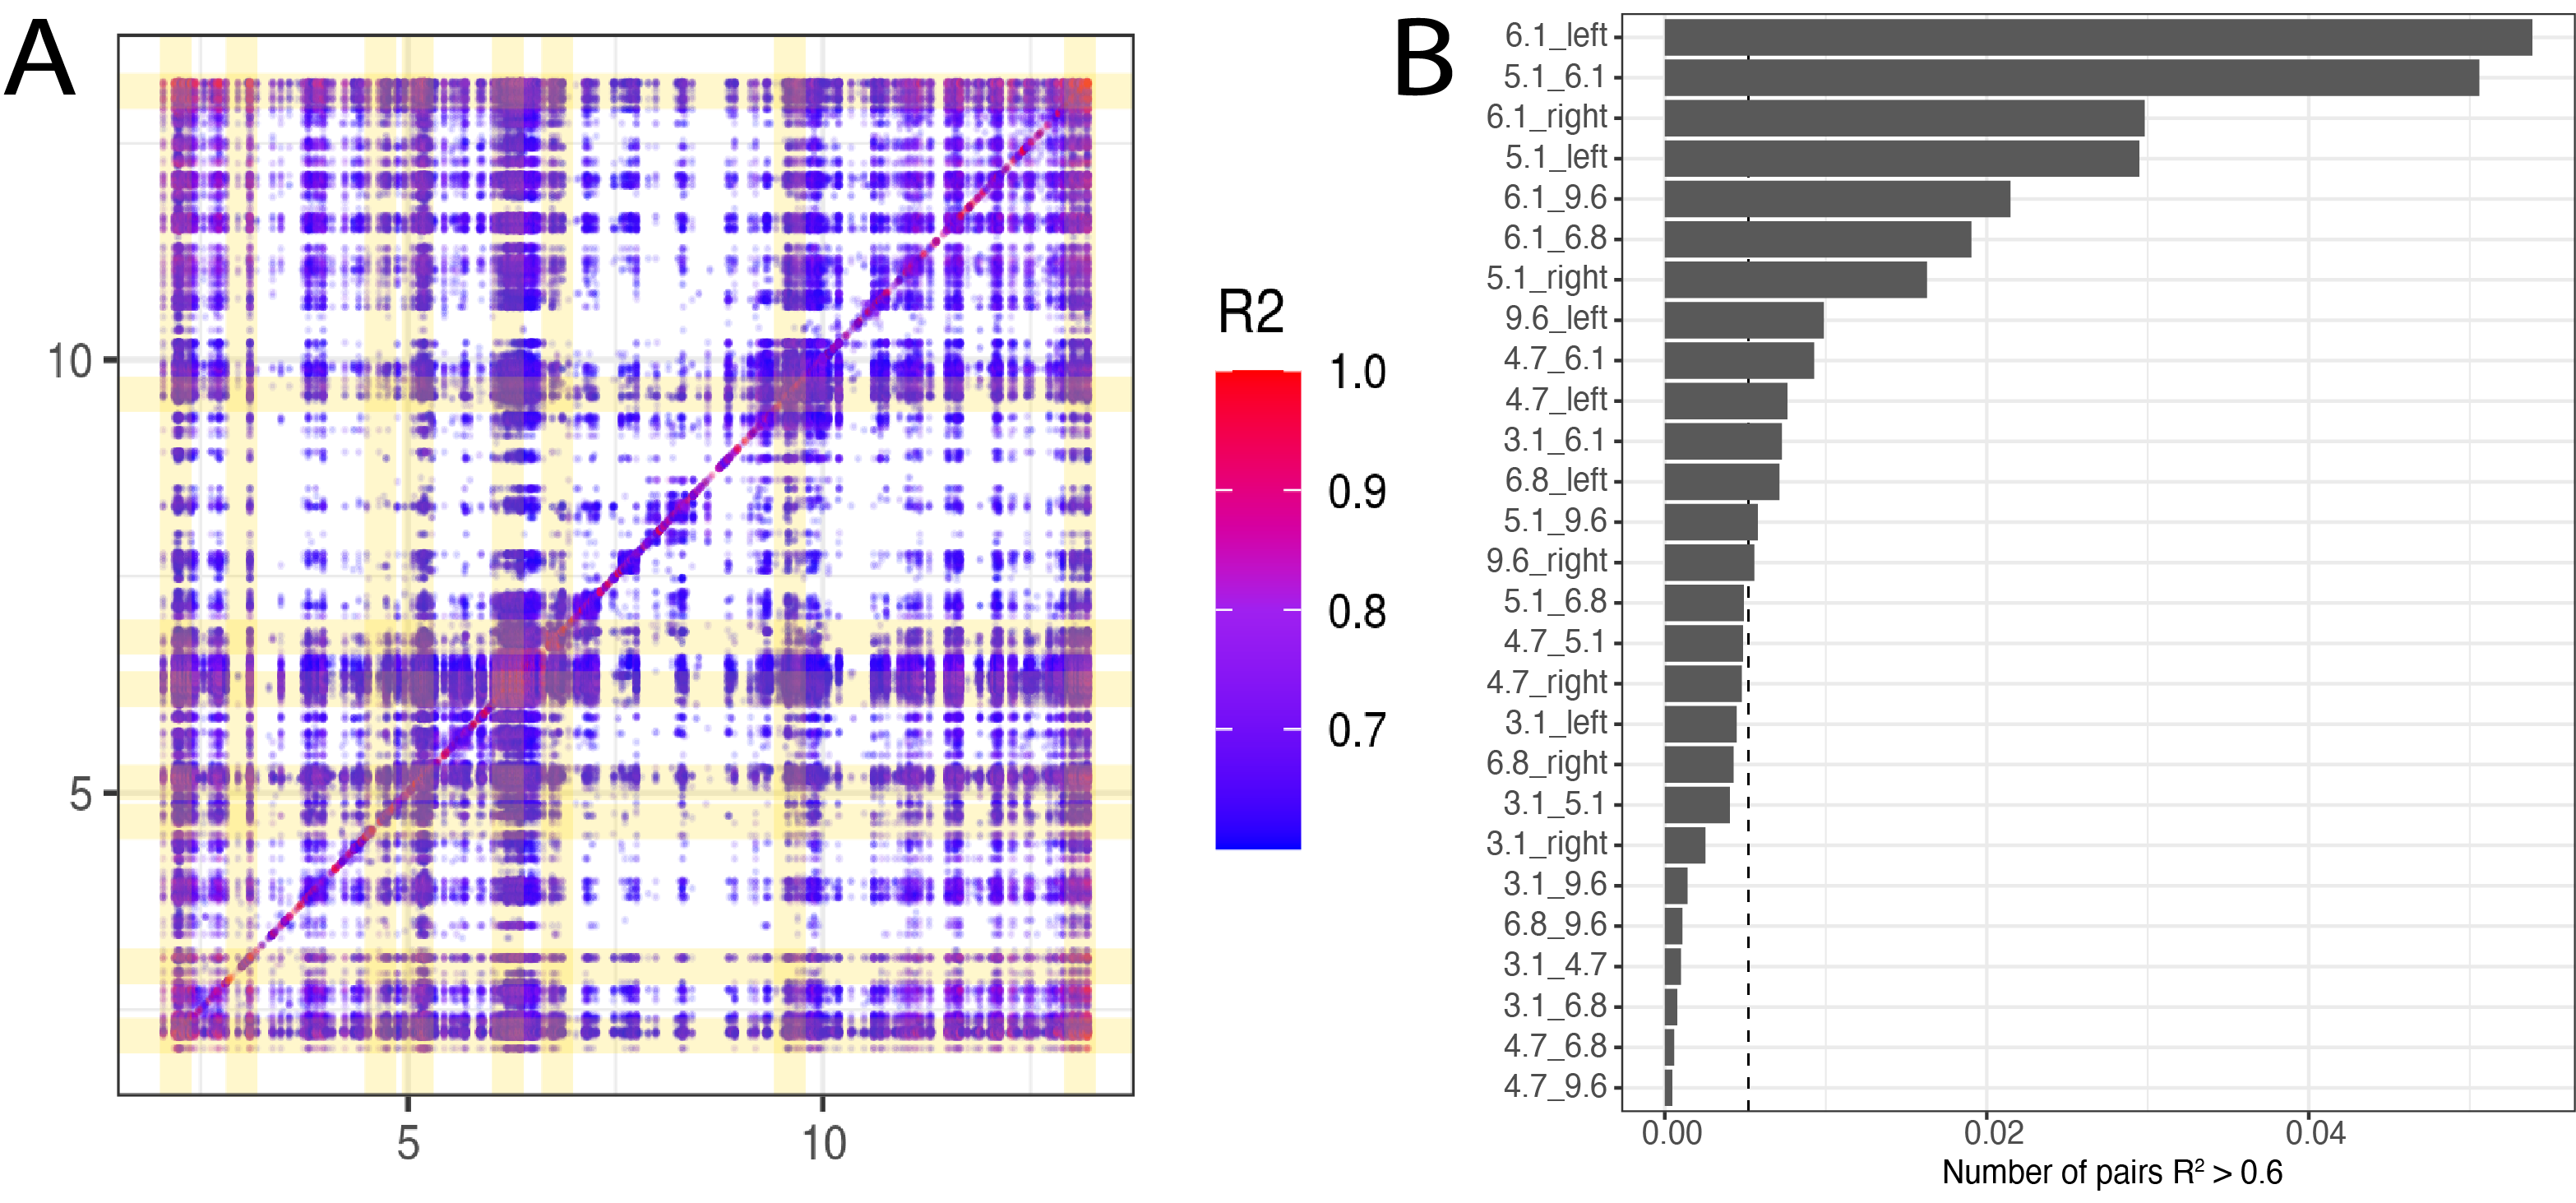 A
10
5
5
10
R2
1.0
0.9
0.8
0.7
B
6.1_left
5.1_6.1
6.1_right
5.1_left
6.1_9.6
6.1_6.8
5.1_right
9.6_left
4.7_6.1
4.7_left
3.1_6.1
6.8_left
5.1_9.6
9.6_right
5.1_6.8
4.7_5.1
4.7_right
3.1_left
6.8_right
3.1_5.1
3.1_right
3.1_9.6
6.8_9.6
3.1_4.7
3.1_6.8
4.7_6.8
4.7_9.6
0.00
0.02
0.04
Number of pairs R² > 0.6